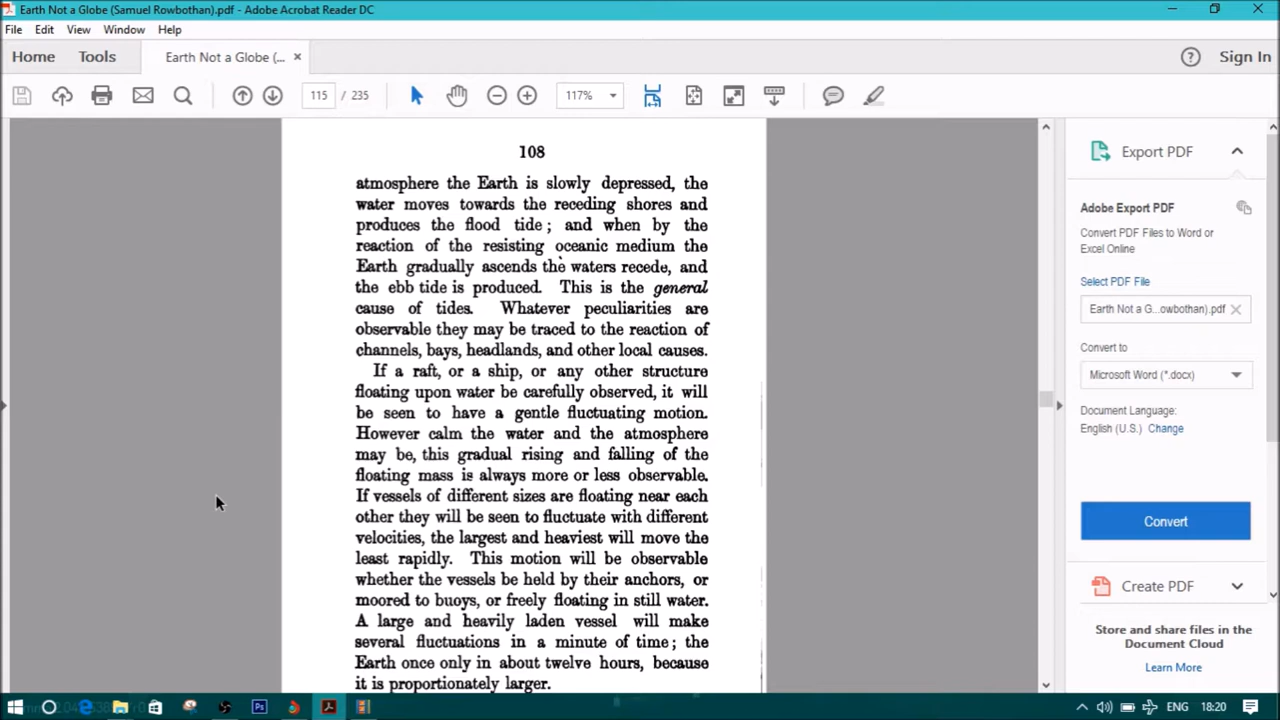 Earth Not a Globe (Samuel Rowbothan).pdf - Adobe Acrobat Reader DC
File Edit View Window Help
Home Tools Earth Not a Globe (... × Sign In
115 / 235 117%
108
atmosphere the Earth is slowly depressed, the
water moves towards the receding shores and
produces the flood tide ; and when by the
reaction of the resisting oceanic medium the
Earth gradually ascends the waters recede, and
the ebb tide is produced. This is the general
cause of tides. Whatever peculiarities are
observable they may be traced to the reaction of
channels, bays, headlands, and other local causes.
If a raft, or a ship, or any other structure
floating upon water be carefully observed, it will
be seen to have a gentle fluctuating motion.
However calm the water and the atmosphere
may be, this gradual rising and falling of the
floating mass is always more or less observable.
If vessels of different sizes are floating near each
other they will be seen to fluctuate with different
velocities, the largest and heaviest will move the
least rapidly. This motion will be observable
whether the vessels be held by their anchors, or
moored to buoys, or freely floating in still water.
A large and heavily laden vessel will make
several fluctuations in a minute of time ; the
Earth once only in about twelve hours, because
it is proportionately larger.
Export PDF
Adobe Export PDF
Convert PDF Files to Word or
Excel Online
Select PDF File
Earth Not a G...owbothan).pdf
Convert to
Microsoft Word (*.docx)
Document Language:
English (U.S.) Change
Convert
Create PDF
Store and share files in the
Document Cloud
Learn More
Ps
ENG 18:20